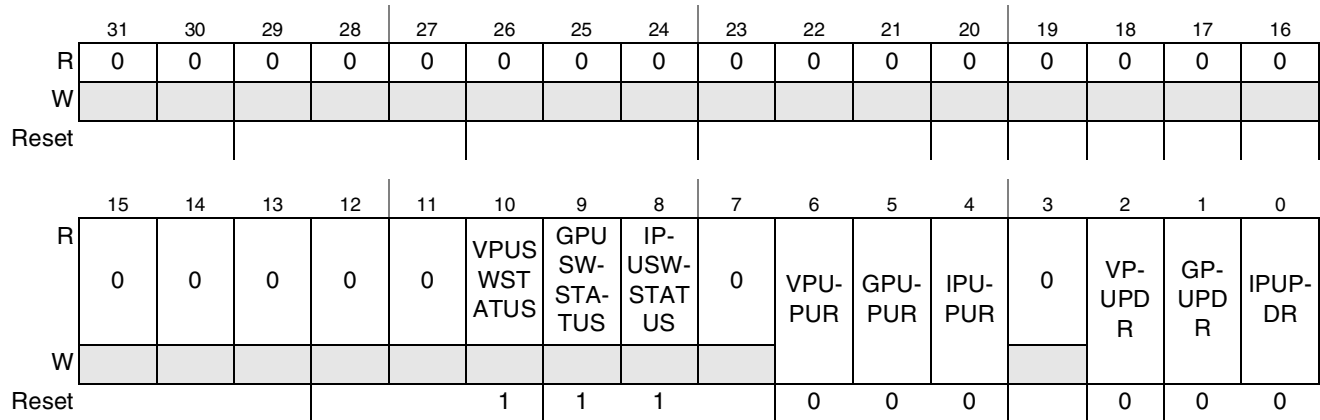 31 30 29 28 27 26 25 24 23 22 21 20 19 18 17 16
R 0 0 0 0 0 0 0 0 0 0 0 0 0 0 0 0
W
Reset
15 14 13 12 11 10 9 8 7 6 5 4 3 2 1 0
R 0 0 0 0 0 VPUS
WST
ATUS GPU
SW-
STA-
TUS IP-
USW-
STAT
US 0 VPU-
PUR GPU-
PUR IPU-
PUR 0 VP-
UPD
R GP-
UPD
R IPUP-
DR
W
Reset 1 1 1 0 0 0 0 0 0